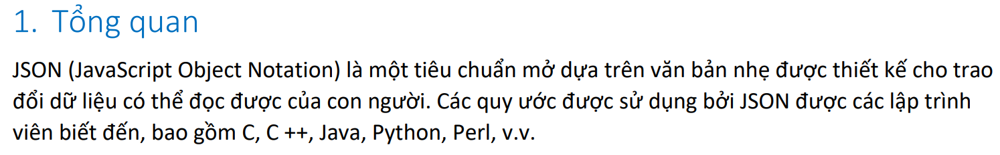 1. Tổng quan
JSON (JavaScript Object Notation) là một tiêu chuẩn mở dựa trên văn bản nhẹ được thiết kế cho trao
đổi dữ liệu có thể đọc được của con người. Các quy ước được sử dụng bởi JSON được các lập trình
viên biết đến, bao gồm C, C ++, Java, Python, Perl, v.v.